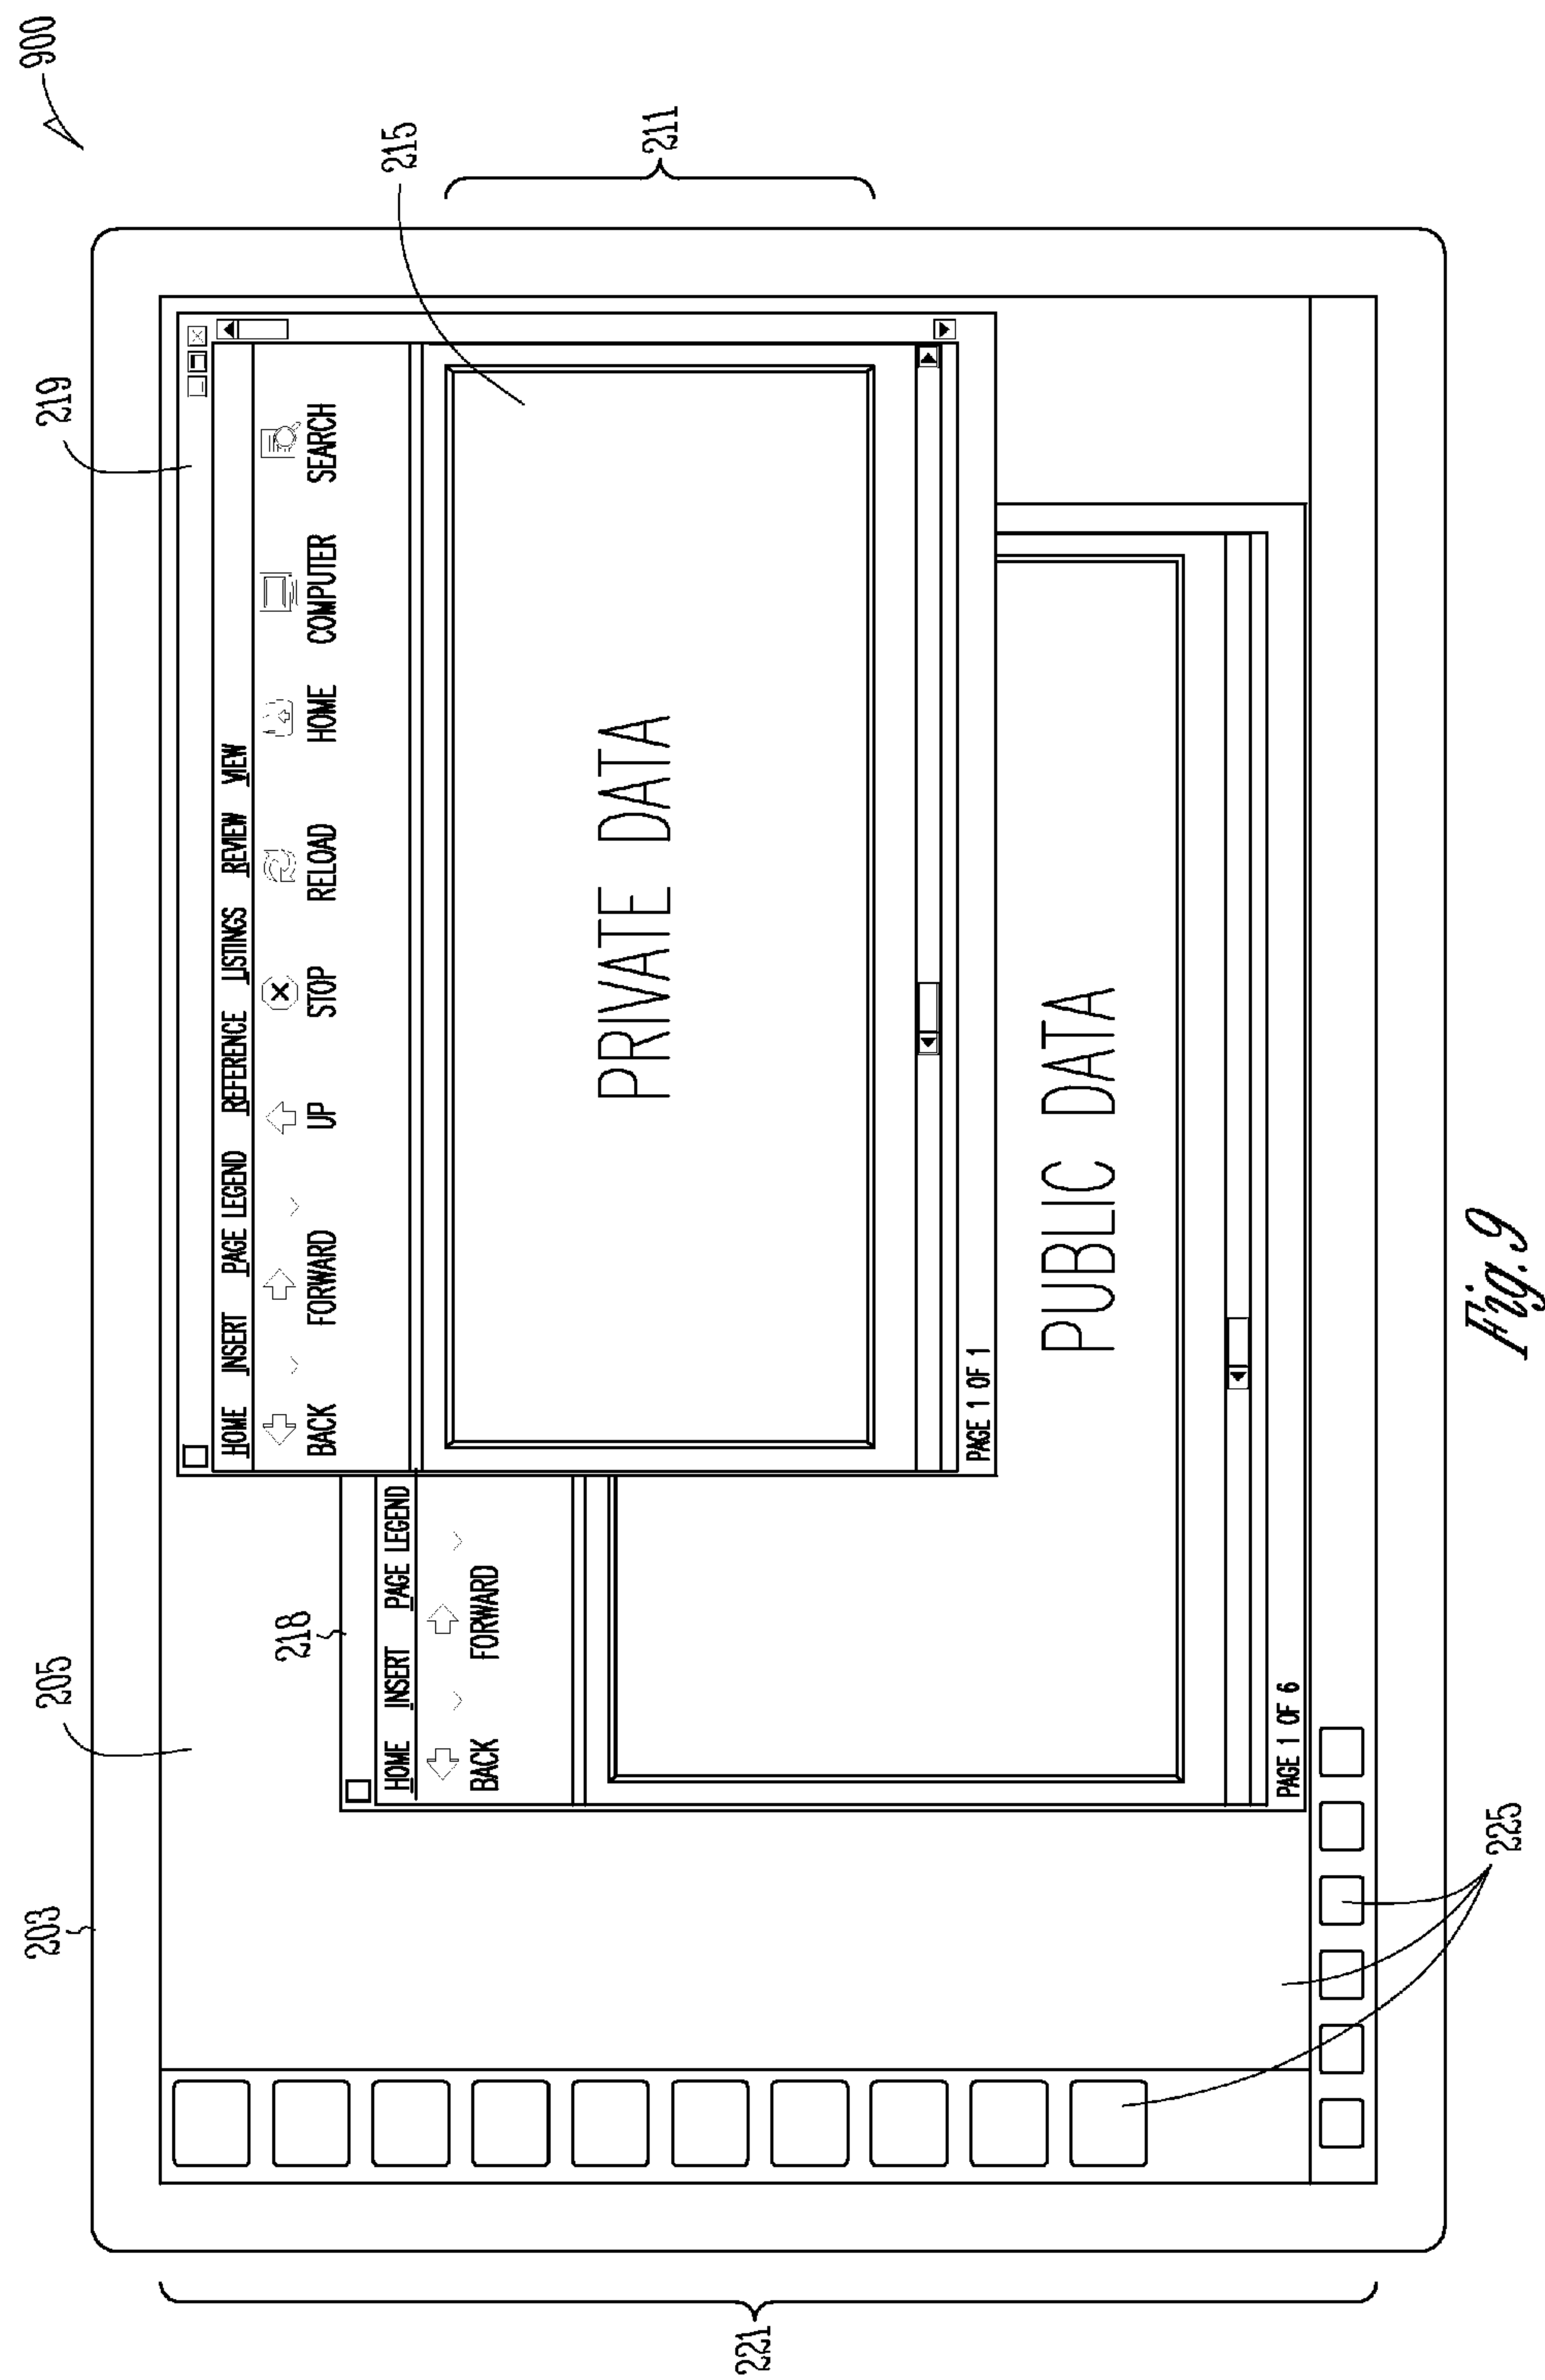 900
203
205
219
215
211
218
221
HOME INSERT PAGE LEGEND REFERENCE LISTINGS REVIEW VIEW
BACK FORWARD UP STOP RELOAD HOME COMPUTER SEARCH
PRIVATE DATA
PAGE 1 OF 1
HOME INSERT PAGE LEGEND
BACK FORWARD
PUBLIC DATA
PAGE 1 OF 6
225
Fig. 9